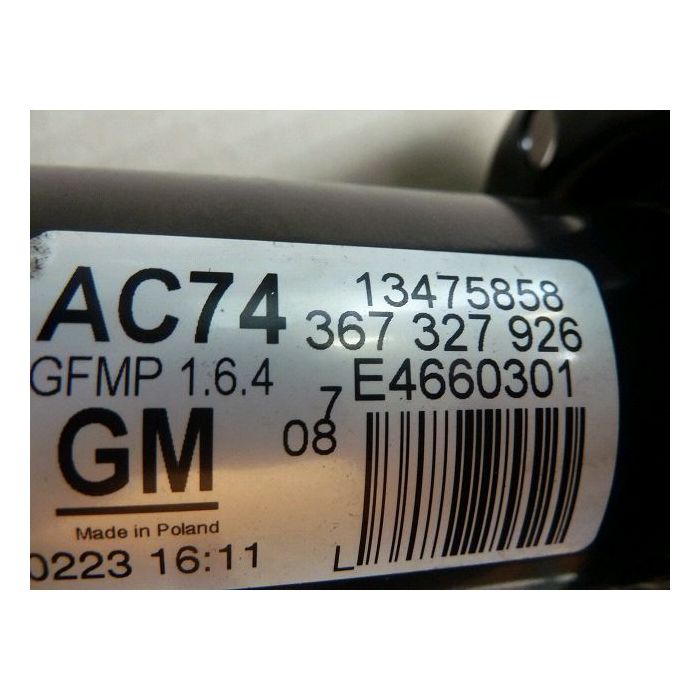 AC74
13475858
367 327 926
GFMP 1.6.4
7
E4660301
08
GM
Made in Poland
0223 16:11
L